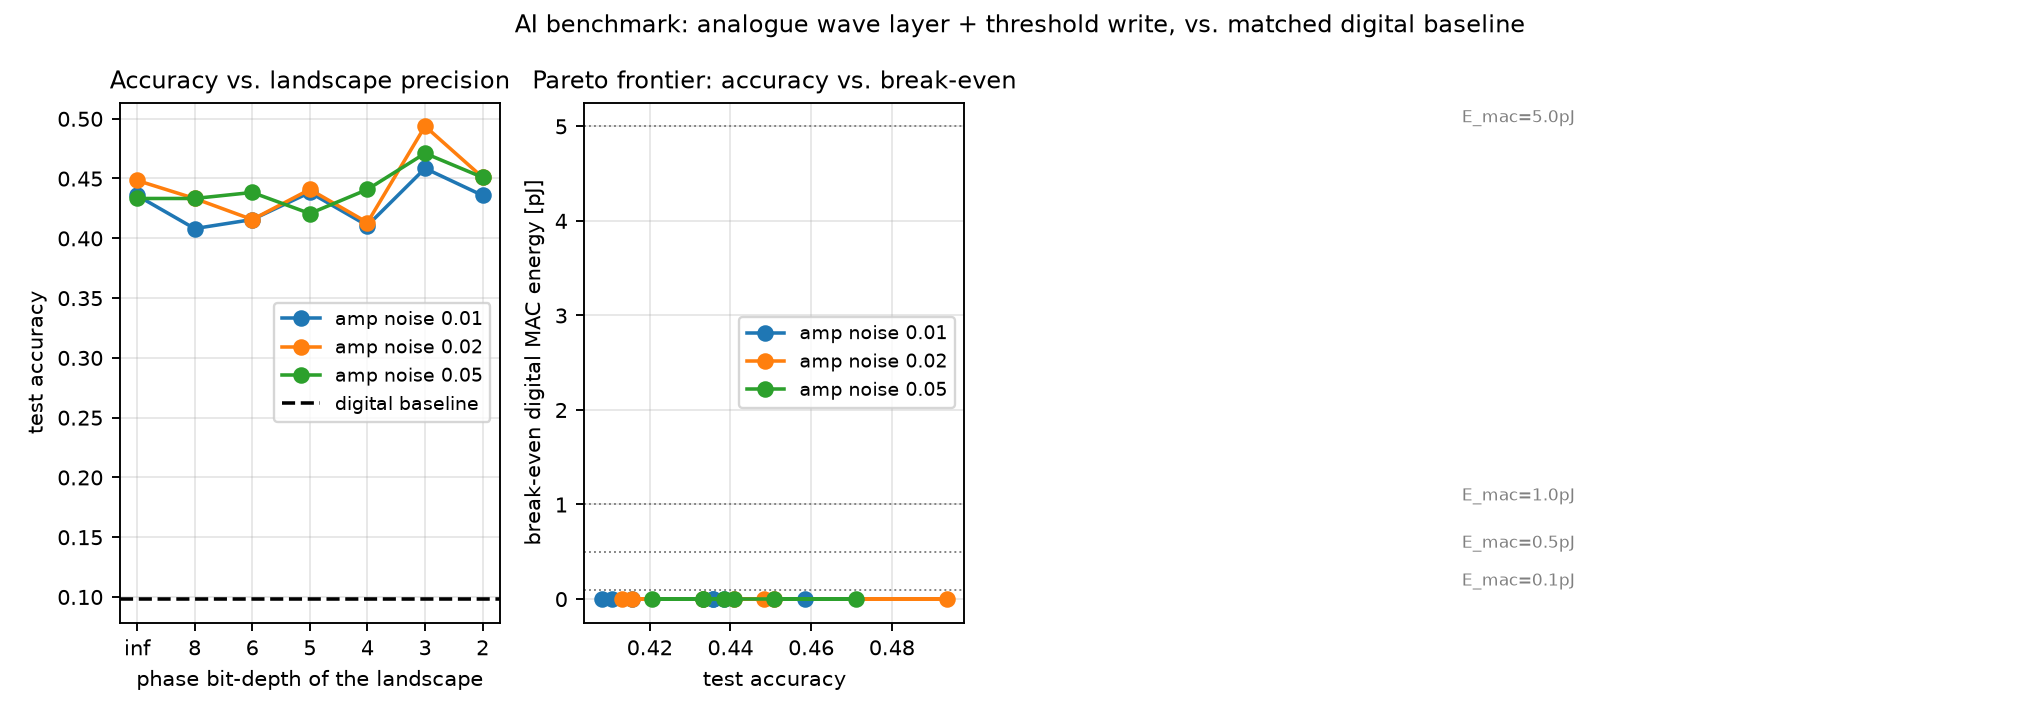 AI benchmark: analogue wave layer + threshold write, vs. matched digital baseline
Accuracy vs. landscape precision
test accuracy
0.50
0.45
0.40
0.35
0.30
0.25
0.20
0.15
0.10
amp noise 0.01
amp noise 0.02
amp noise 0.05
digital baseline
inf 8 6 5 4 3 2
phase bit-depth of the landscape
Pareto frontier: accuracy vs. break-even
break-even digital MAC energy [pJ]
5
4
3
2
1
0
amp noise 0.01
amp noise 0.02
amp noise 0.05
0.42 0.44 0.46 0.48
test accuracy
E_mac=5.0pJ
E_mac=1.0pJ
E_mac=0.5pJ
E_mac=0.1pJ